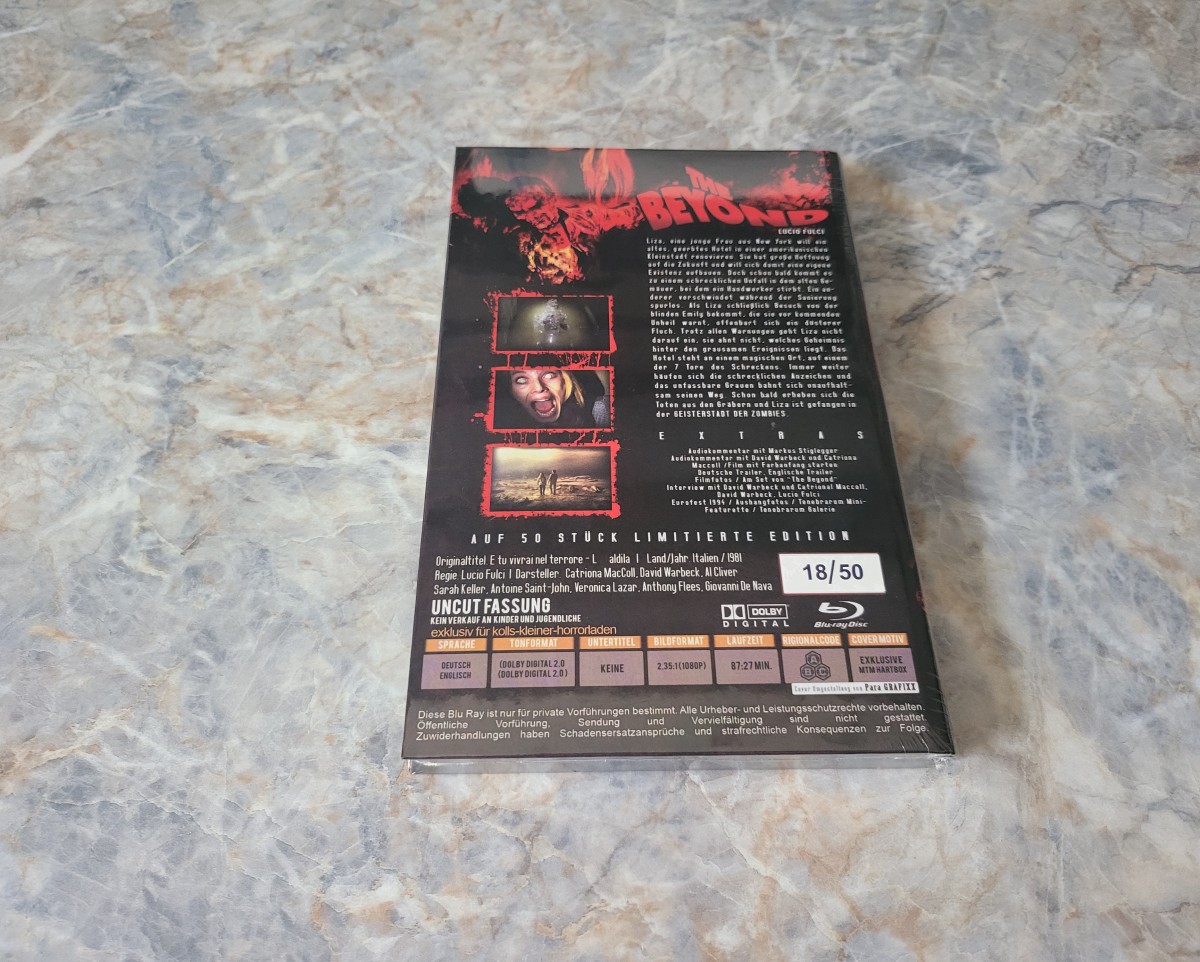 THE
BEYOND
LUCIO FULCI
Liza, eine junge Frau aus New York will ein
altes, geerbtes Hotel in einer amerikanischen
Kleinstadt renovieren. Sie hat große Hoffnung
auf die Zukunft und will sich damit eine eigene
Existenz aufbauen. Doch schon bald kommt es
zu einem schrecklichen Unfall in dem alten Ge-
mäuer, bei dem ein Handwerker stirbt. Ein an-
derer verschwindet während der Sanierung
spurlos. Als Liza schließlich Besuch von der
blinden Emily bekommt, die sie vor kommenden
Unheil warnt, offenbart sich ein düsterer
Fluch. Trotz allen Warnungen geht Liza nicht
darauf ein, sie ahnt nicht, welches Geheimnis
hinter den grausamen Ereignissen liegt. Das
Hotel steht an einem magischen Ort, auf einem
der 7 Tore des Schreckens. Immer weiter
häufen sich die schrecklichen Anzeichen und
das unfassbare Grauen bahnt sich unaufhalt-
sam seinen Weg. Schon bald erheben sich die
Toten aus den Gräbern und Liza ist gefangen in
der GEISTERSTADT DER ZOMBIES.
EXTRAS
Audiokommentar mit Markus Stiglegger
Audiokommentar mit David Warbeck und Catriona
Maccoll / Film mit Farbanfang starten
Deutsche Trailer, Englische Trailer
Filmfotos / Am Set von "The Beyond"
Interview mit David Warbeck und Catrional Maccoll,
David Warbeck, Lucio Fulci
Eurofest 1994 / Aushangfotos / Tenebrarom Mini-
Featurette / Tenebrarom Galerie
AUF 50 STÜCK LIMITIERTE EDITION
Originaltitel: E tu vivrai nel terrore - L aldila | Land/Jahr: Italien / 1981
Regie: Lucio Fulci | Darsteller: Catriona MacColl, David Warbeck, Al Cliver
Sarah Keller, Antoine Saint-John, Veronica Lazar, Anthony Flees, Giovanni De Nava
18/50
UNCUT FASSUNG
KEIN VERKAUF AN KINDER UND JUGENDLICHE
exklusiv für kolls-kleiner-horrorladen
DOLBY
DIGITAL
Blu-ray Disc
SPRACHE TONFORMAT UNTERTITEL BILDFORMAT LAUFZEIT RIGIONALCODE COVERMOTIV
DEUTSCH
ENGLISCH
(DOLBY DIGITAL 2.0
(DOLBY DIGITAL 2.0 )
KEINE
2.35:1 (1080P)
87:27 MIN.
A
B C
EXKLUSIVE
MTM HARTBOX
Cover Umgestaltung von Para GRAFIXX
Diese Blu Ray ist nur für private Vorführungen bestimmt. Alle Urheber- und Leistungsschutzrechte vorbehalten.
Öffentliche Vorführung, Sendung und Vervielfältigung sind nicht gestattet.
Zuwiderhandlungen haben Schadensersatzansprüche und strafrechtliche Konsequenzen zur Folge.